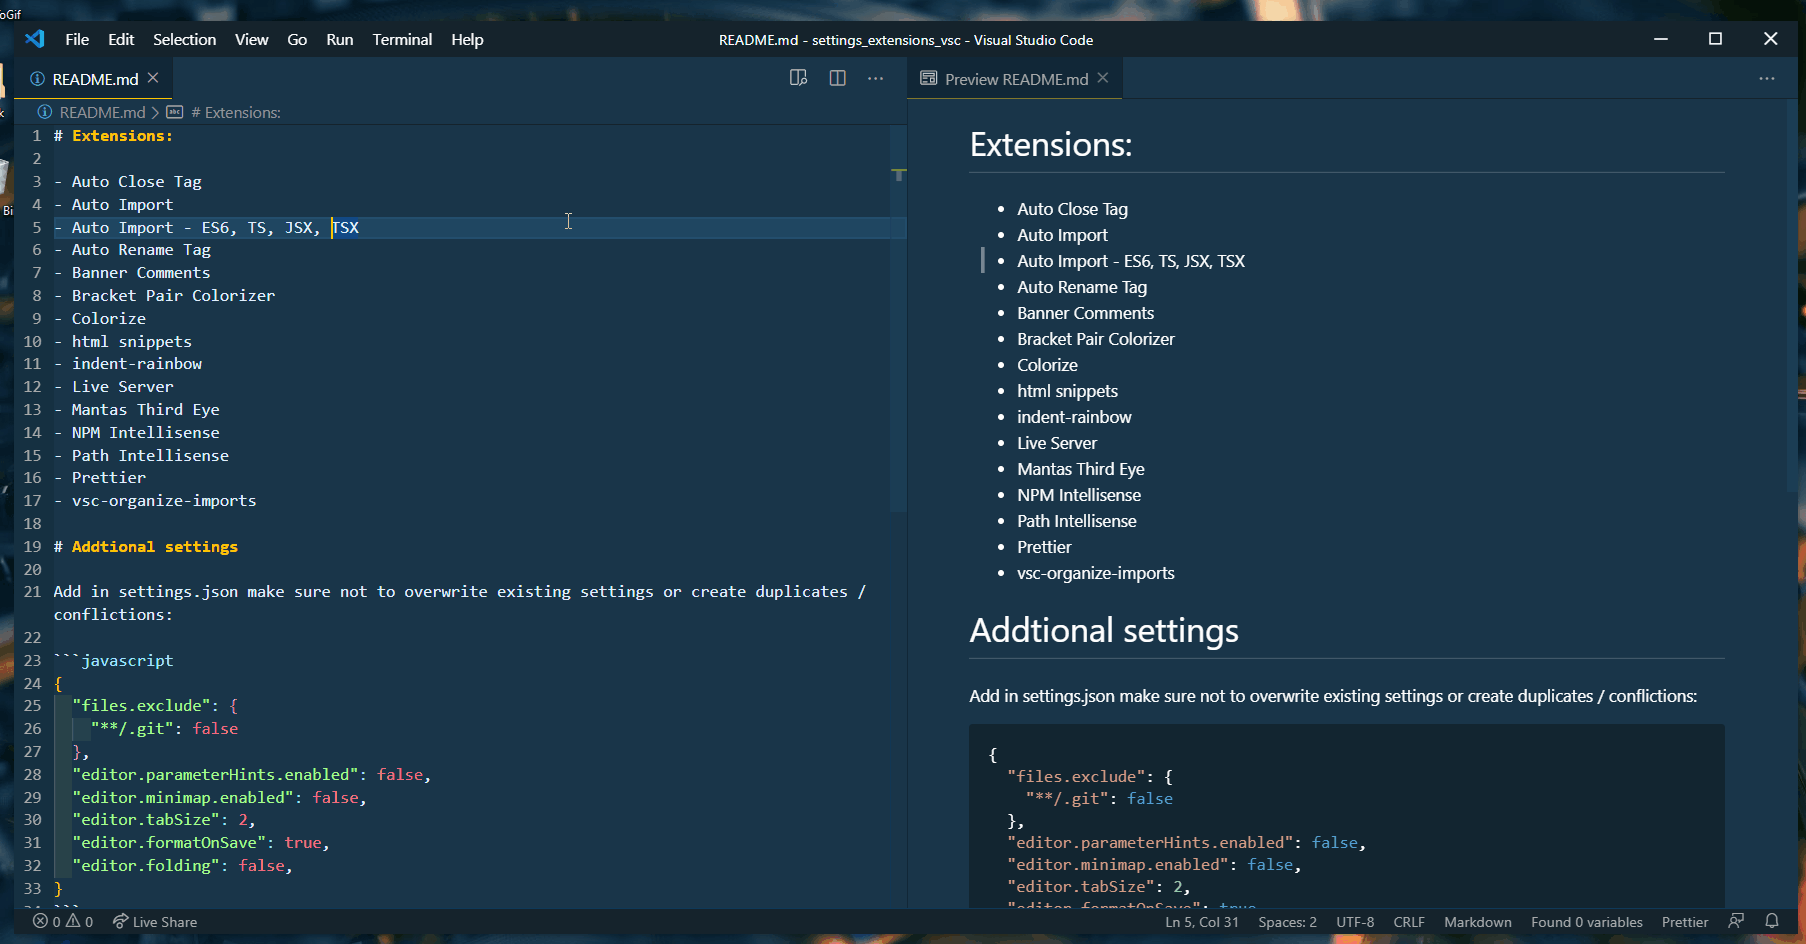 oGif
File Edit Selection View Go Run Terminal Help
README.md - settings_extensions_vsc - Visual Studio Code
README.md
README.md > # Extensions:
1 # Extensions:
2
3 - Auto Close Tag
4 - Auto Import
5 - Auto Import - ES6, TS, JSX, TSX
6 - Auto Rename Tag
7 - Banner Comments
8 - Bracket Pair Colorizer
9 - Colorize
10 - html snippets
11 - indent-rainbow
12 - Live Server
13 - Mantas Third Eye
14 - NPM Intellisense
15 - Path Intellisense
16 - Prettier
17 - vsc-organize-imports
18
19 # Addtional settings
20
21 Add in settings.json make sure not to overwrite existing settings or create duplicates /
conflictions:
22
23 ```javascript
24 {
25 "files.exclude": {
26 "**/.git": false
27 },
28 "editor.parameterHints.enabled": false,
29 "editor.minimap.enabled": false,
30 "editor.tabSize": 2,
31 "editor.formatOnSave": true,
32 "editor.folding": false,
33 }
Preview README.md
Extensions:
• Auto Close Tag
• Auto Import
• Auto Import - ES6, TS, JSX, TSX
• Auto Rename Tag
• Banner Comments
• Bracket Pair Colorizer
• Colorize
• html snippets
• indent-rainbow
• Live Server
• Mantas Third Eye
• NPM Intellisense
• Path Intellisense
• Prettier
• vsc-organize-imports
Addtional settings
Add in settings.json make sure not to overwrite existing settings or create duplicates / conflictions:
{
"files.exclude": {
"**/.git": false
},
"editor.parameterHints.enabled": false,
"editor.minimap.enabled": false,
"editor.tabSize": 2,
"editor.formatOnSave": true
Bi
0 0 Live Share
Ln 5, Col 31 Spaces: 2 UTF-8 CRLF Markdown Found 0 variables Prettier